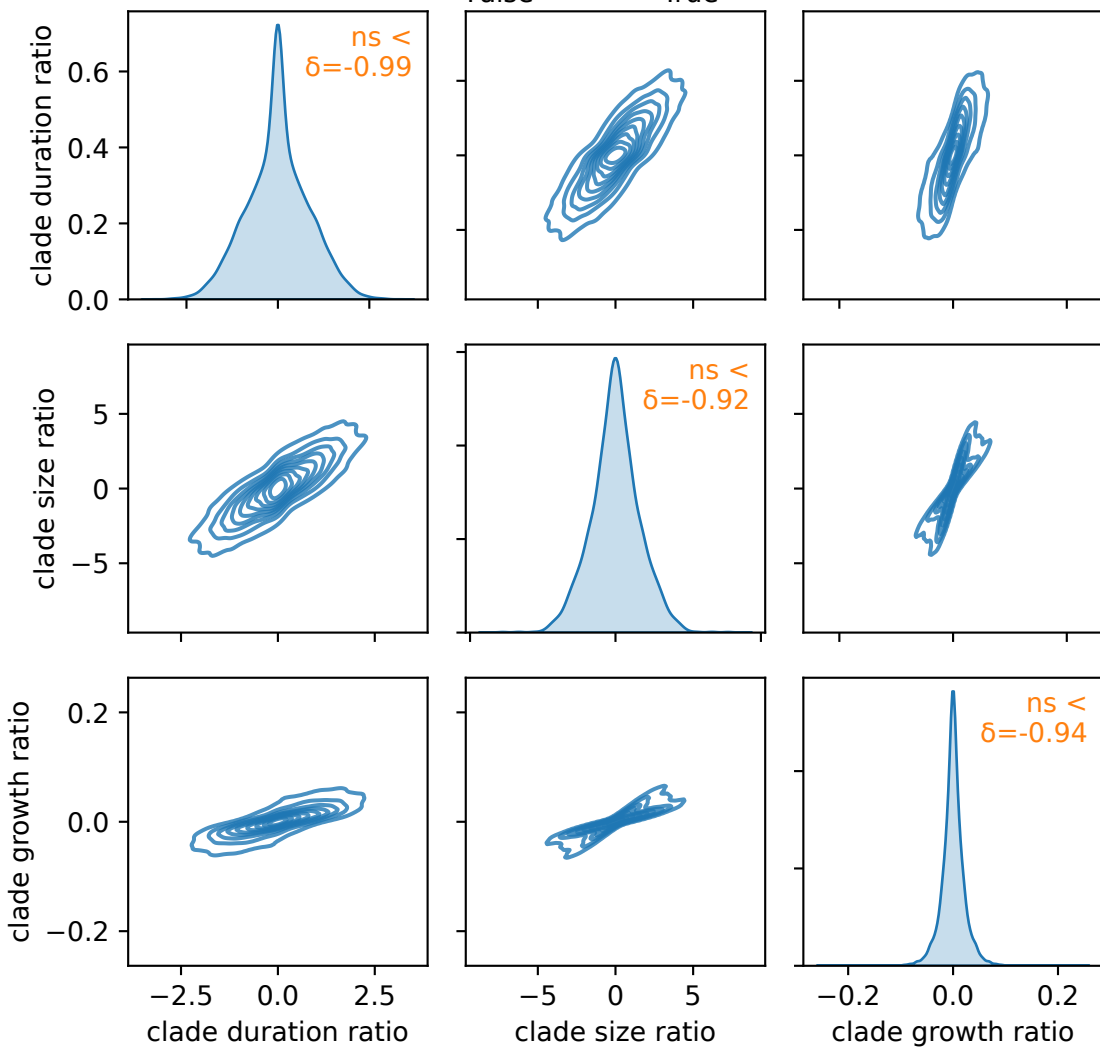 clade duration ratio
0.6
0.4
0.2
0.0
ns <
δ=-0.99
clade size ratio
5
0
−5
ns <
δ=-0.92
clade growth ratio
0.2
0.0
−0.2
ns <
δ=-0.94
−2.5 0.0 2.5
−5 0 5
−0.2 0.0 0.2
clade duration ratio
clade size ratio
clade growth ratio